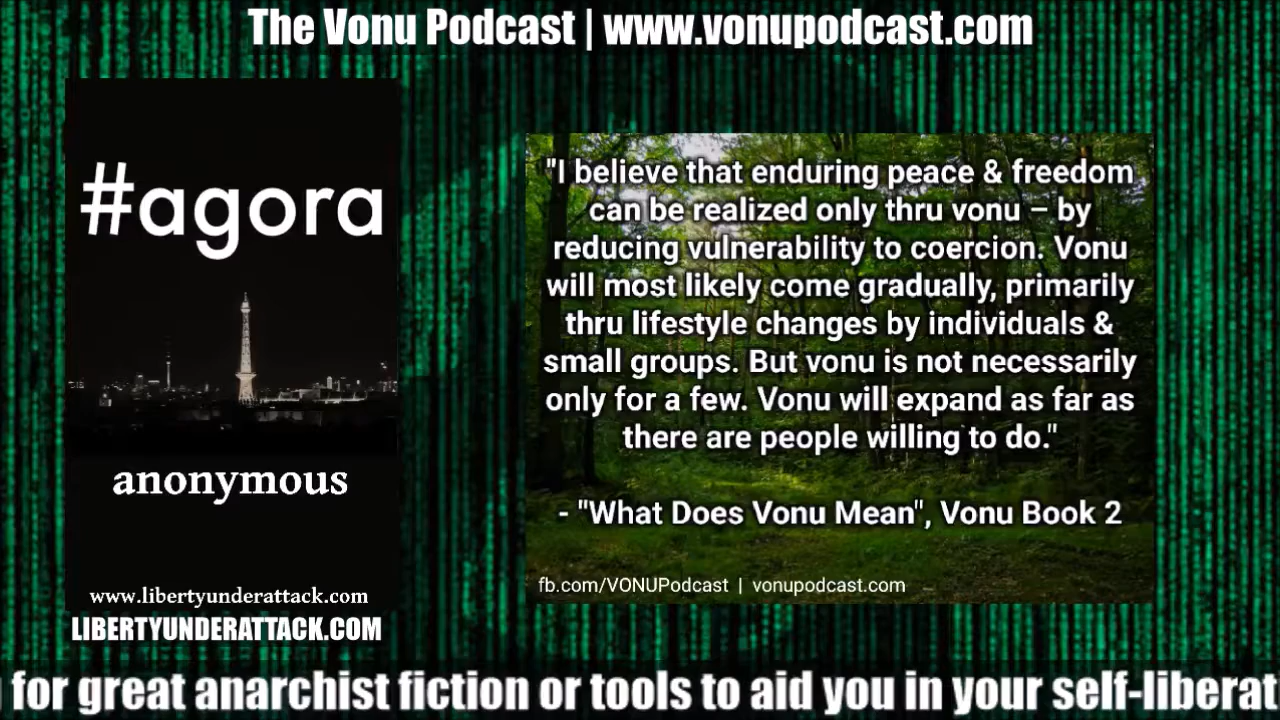 The Vonu Podcast | www.vonupodcast.com
#agora
anonymous
www.libertyunderattack.com
LIBERTYUNDERATTACK.COM
"I believe that enduring peace & freedom
can be realized only thru vonu – by
reducing vulnerability to coercion. Vonu
will most likely come gradually, primarily
thru lifestyle changes by individuals &
small groups. But vonu is not necessarily
only for a few. Vonu will expand as far as
there are people willing to do."
- "What Does Vonu Mean", Vonu Book 2
fb.com/VONUPodcast | vonupodcast.com
for great anarchist fiction or tools to aid you in your self-liberat